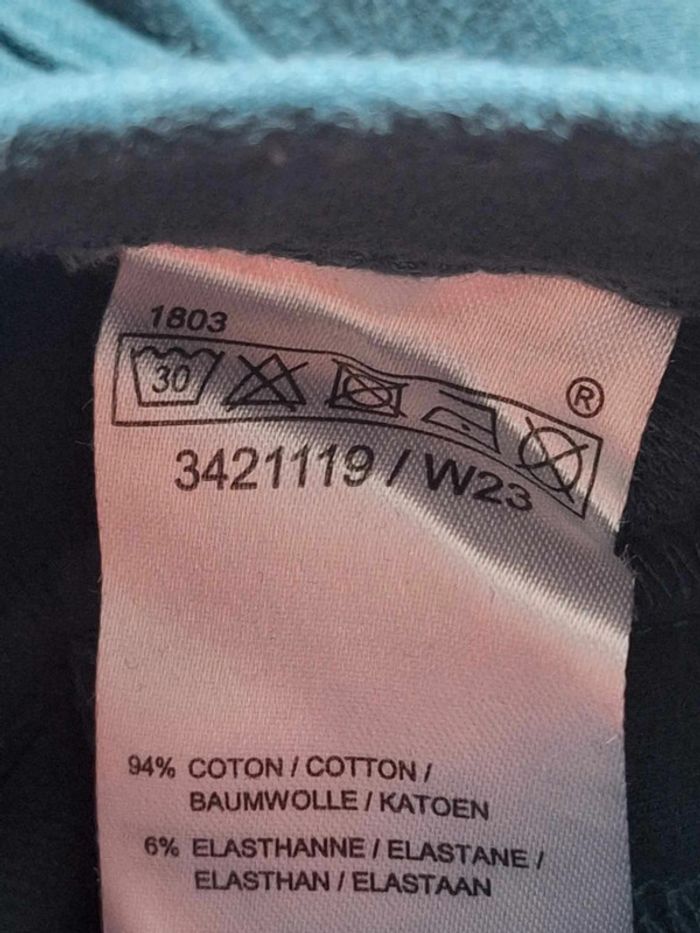 1803
30
®
3421119 / W23
94% COTON / COTTON /
BAUMWOLLE / KATOEN
6% ELASTHANNE / ELASTANE /
ELASTHAN / ELASTAAN